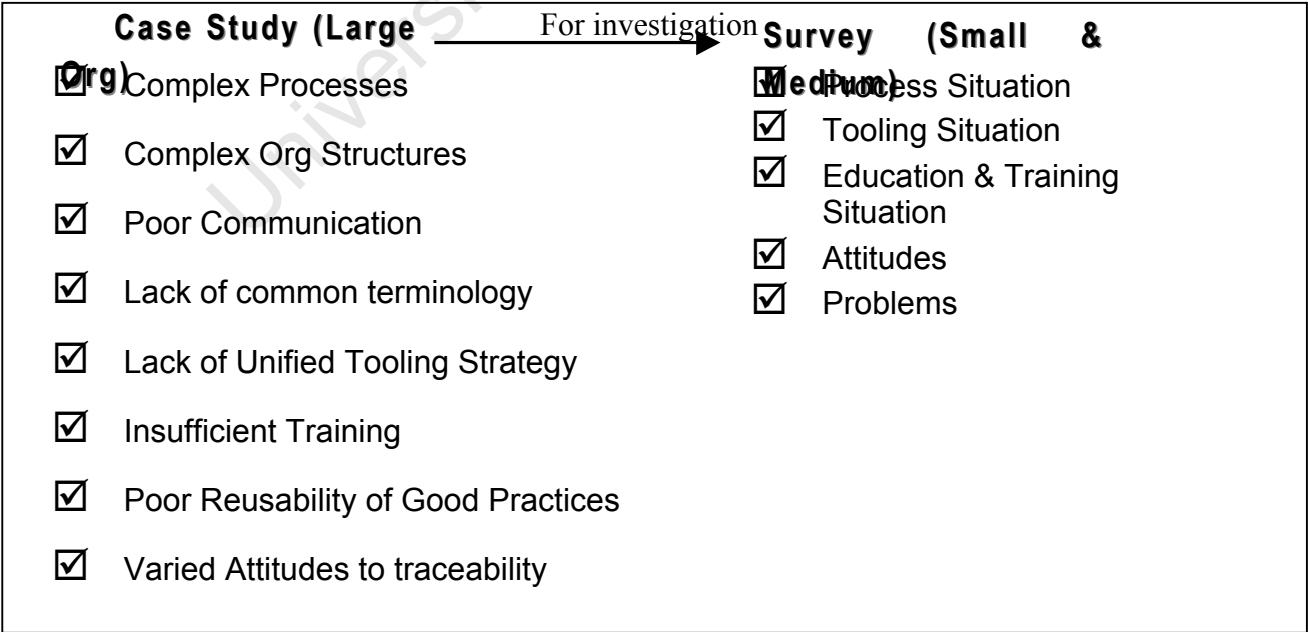 Case Study (Large Org)
Complex Processes
Complex Org Structures
Poor Communication
Lack of common terminology
Lack of Unified Tooling Strategy
Insufficient Training
Poor Reusability of Good Practices
Varied Attitudes to traceability
For investigation
Survey (Small & Medium)
Process Situation
Tooling Situation
Education & Training
Situation
Attitudes
Problems